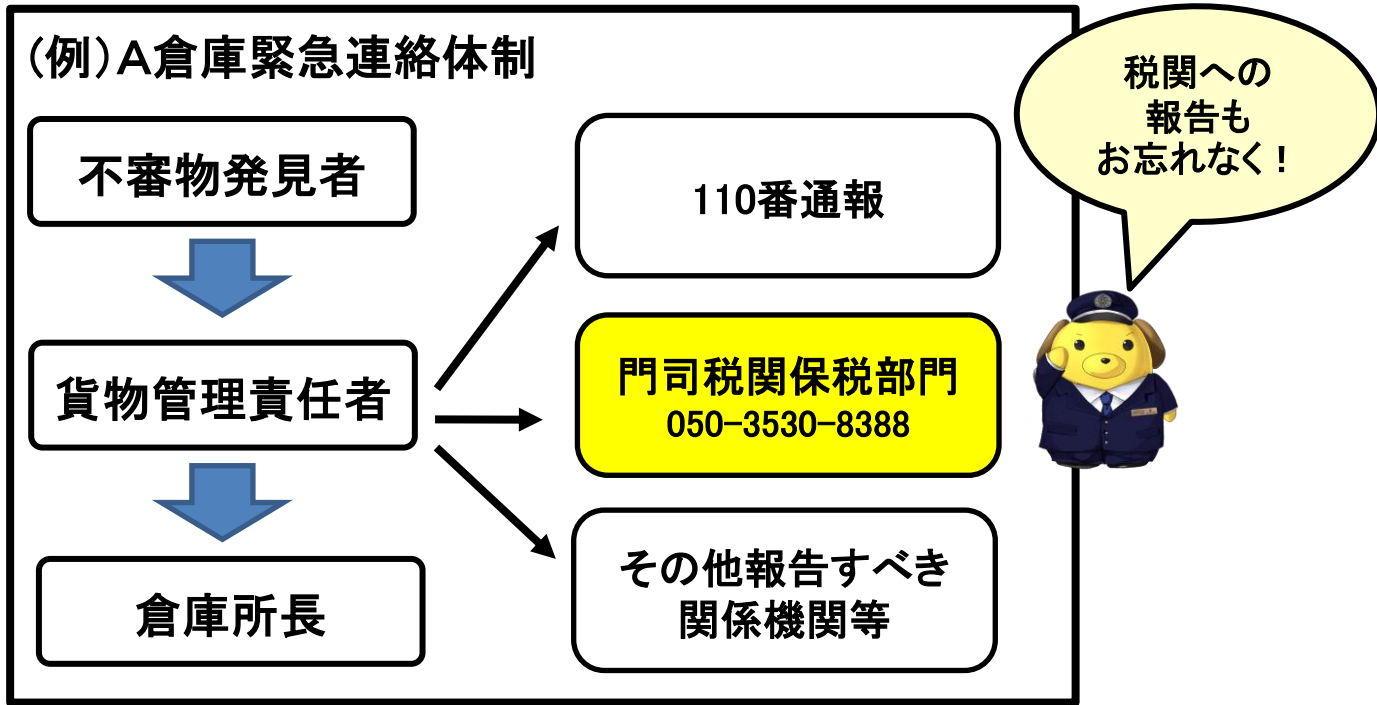 (例)A倉庫緊急連絡体制
不審物発見者
貨物管理責任者
倉庫所長
110番通報
門司税関保税部門
050-3530-8388
その他報告すべき
関係機関等
税関への
報告も
お忘れなく!